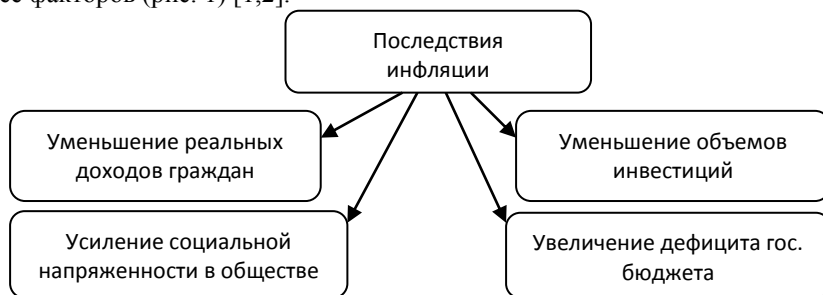 факторов (рис. 1) [1,2].
Последствия
инфляции
Уменьшение реальных
доходов граждан
Уменьшение объемов
инвестиций
Усиление социальной
напряженности в обществе
Увеличение дефицита гос.
бюджета